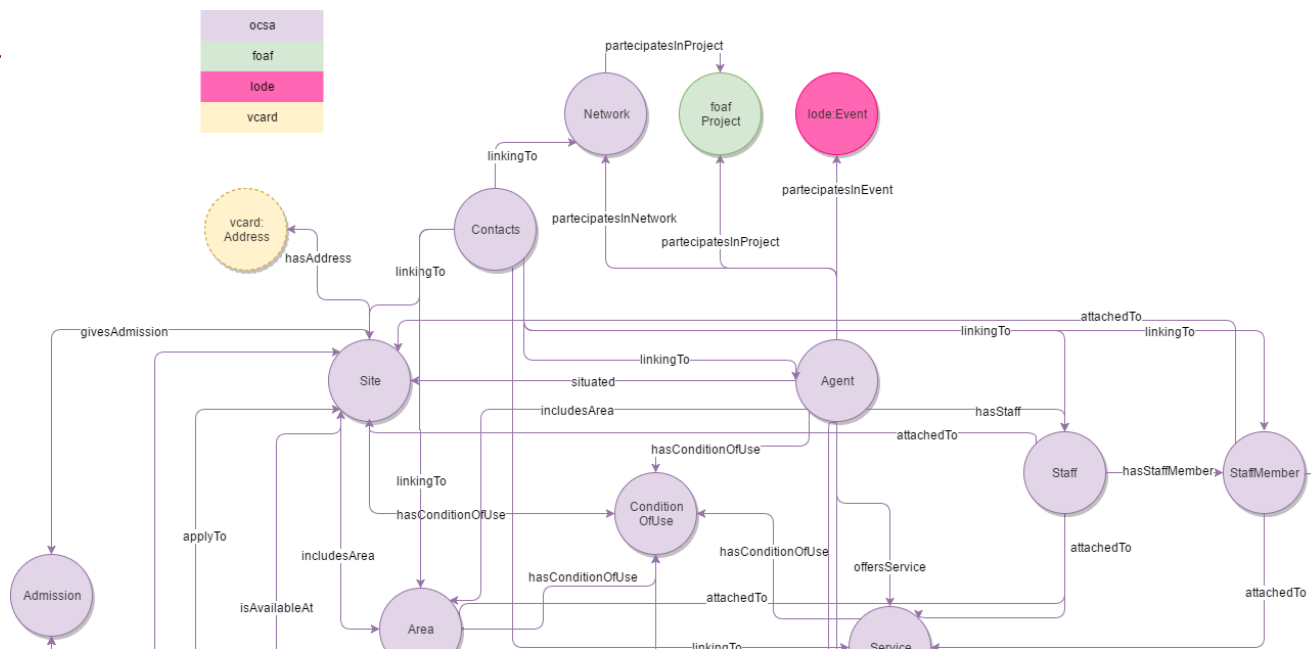 ocsa
foaf
lode
vcard
partecipatesInProject
Network
foaf
Project
lode:Event
linkingTo
partecipatesInEvent
vcard:
Address
Contacts
partecipatesInNetwork
partecipatesInProject
hasAddress
linkingTo
givesAdmission
attachedTo
linkingTo
linkingTo
linkingTo
Site
situated
Agent
includesArea
hasStaff
attachedTo
hasConditionOfUse
Staff
hasStaffMember
StaffMember
linkingTo
Condition
OfUse
hasConditionOfUse
applyTo
includesArea
hasConditionOfUse
attachedTo
offersService
hasConditionOfUse
Admission
attachedTo
attachedTo
isAvailableAt
Area
linkingTo
Service